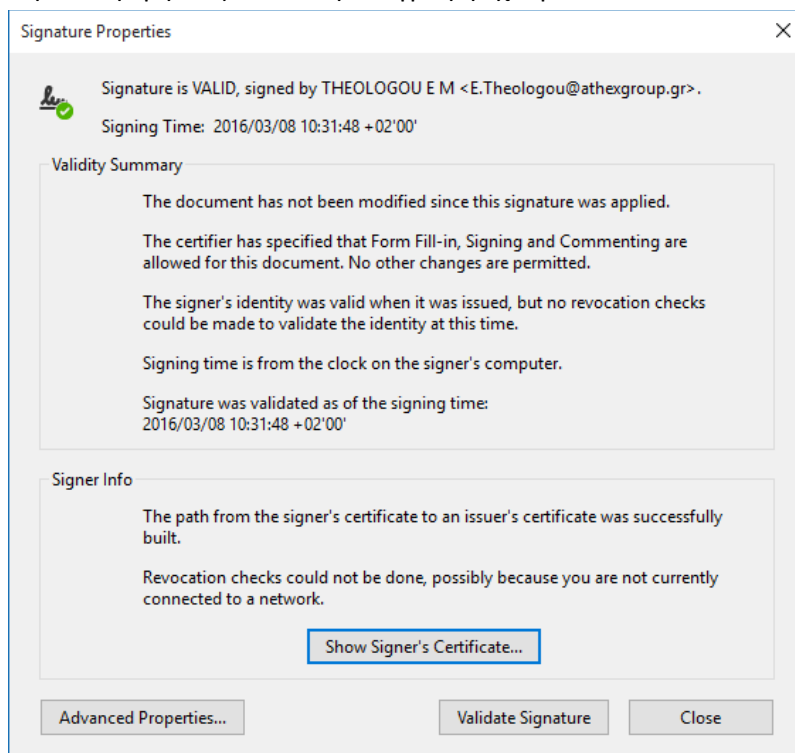 Signature Properties
Signature is VALID, signed by THEOLOGOU E M <E.Theologou@athexgroup.gr>.
Signing Time: 2016/03/08 10:31:48 +02'00'
Validity Summary
The document has not been modified since this signature was applied.
The certifier has specified that Form Fill-in, Signing and Commenting are
allowed for this document. No other changes are permitted.
The signer's identity was valid when it was issued, but no revocation checks
could be made to validate the identity at this time.
Signing time is from the clock on the signer's computer.
Signature was validated as of the signing time:
2016/03/08 10:31:48 +02'00'
Signer Info
The path from the signer's certificate to an issuer's certificate was successfully
built.
Revocation checks could not be done, possibly because you are not currently
connected to a network.
Show Signer's Certificate...
Advanced Properties...
Validate Signature
Close